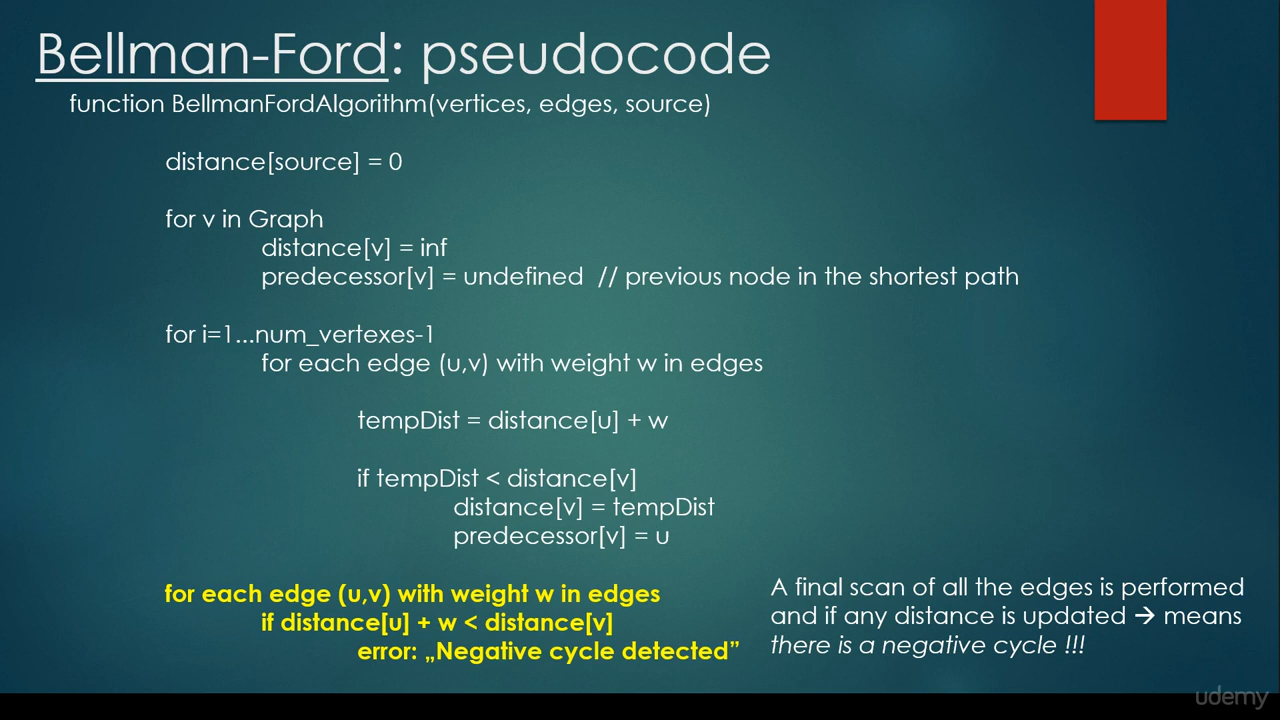 Bellman-Ford: pseudocode
function BellmanFordAlgorithm(vertices, edges, source)
distance[source] = 0
for v in Graph
distance[v] = inf
predecessor[v] = undefined // previous node in the shortest path
for i=1...num_vertexes-1
for each edge (u,v) with weight w in edges
tempDist = distance[u] + w
if tempDist < distance[v]
distance[v] = tempDist
predecessor[v] = u
for each edge (u,v) with weight w in edges
if distance[u] + w < distance[v]
error: „Negative cycle detected”
A final scan of all the edges is performed
and if any distance is updated → means
there is a negative cycle !!!
udemy